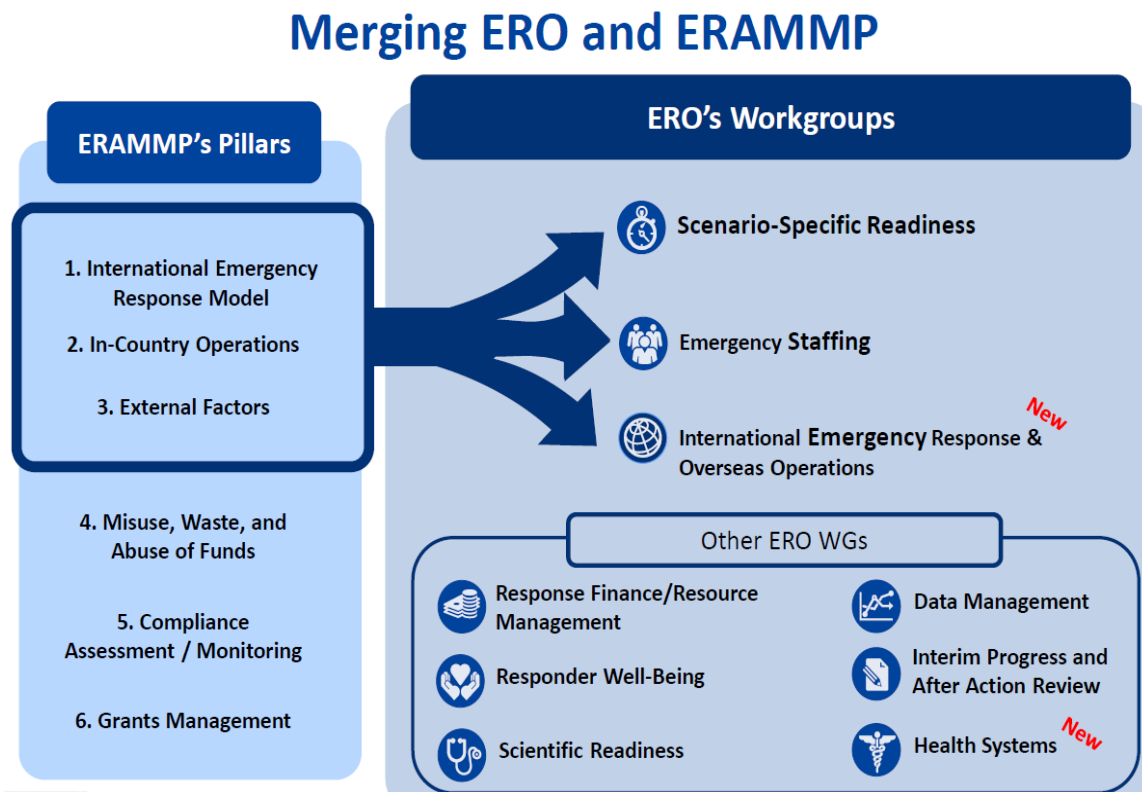 Merging ERO and ERAMMP
ERAMMP's Pillars
1. International Emergency
Response Model
2. In-Country Operations
3. External Factors
4. Misuse, Waste, and
Abuse of Funds
5. Compliance
Assessment / Monitoring
6. Grants Management
ERO's Workgroups
Scenario-Specific Readiness
Emergency Staffing
New
International Emergency Response &
Overseas Operations
Other ERO WGs
Response Finance/Resource
Management
Responder Well-Being
Scientific Readiness
Data Management
Interim Progress and
After Action Review
Health Systems
New